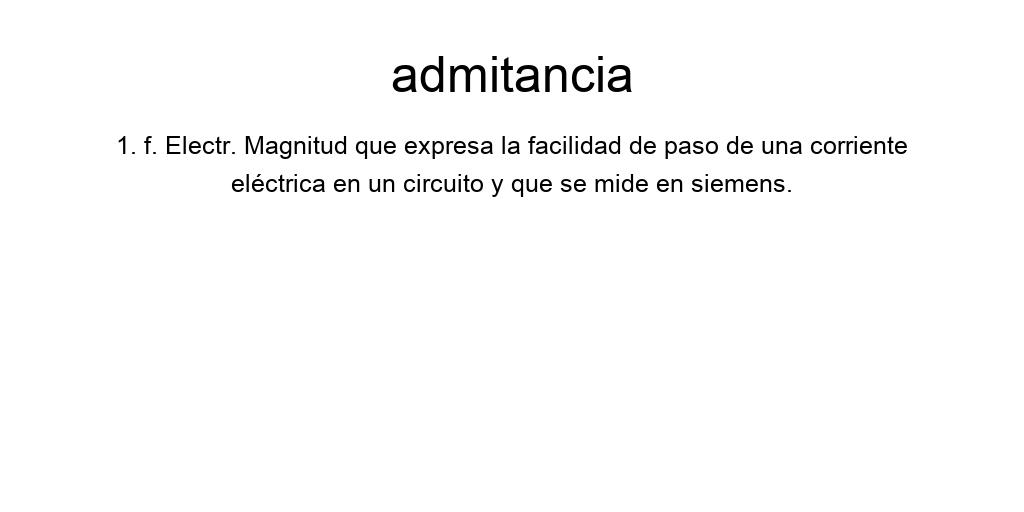 admitancia
1. f. Electr. Magnitud que expresa la facilidad de paso de una corriente
eléctrica en un circuito y que se mide en siemens.